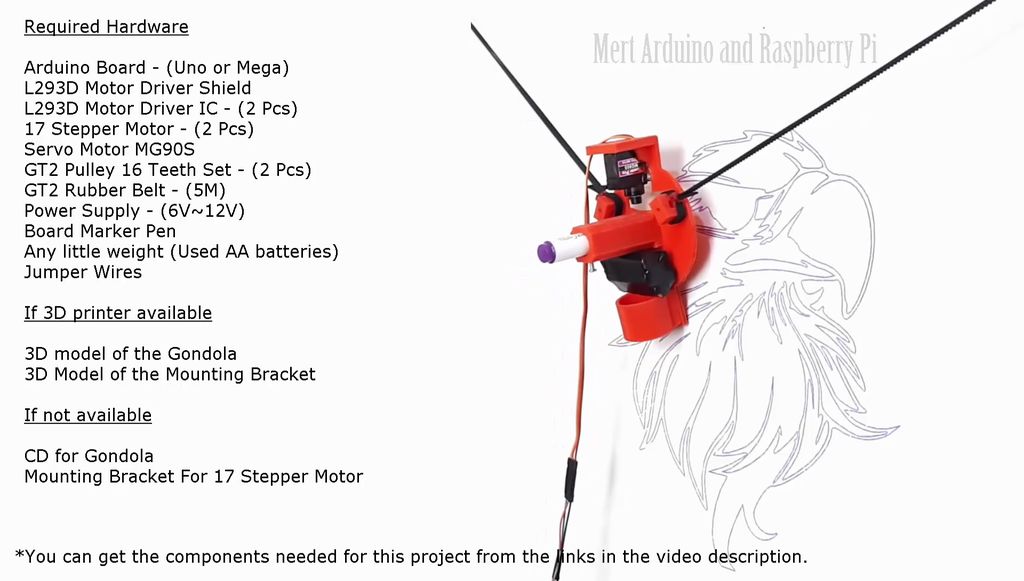 Required Hardware
Mert Arduino and Raspberry Pi
Arduino Board - (Uno or Mega)
L293D Motor Driver Shield
L293D Motor Driver IC - (2 Pcs)
17 Stepper Motor - (2 Pcs)
Servo Motor MG90S
GT2 Pulley 16 Teeth Set - (2 Pcs)
GT2 Rubber Belt - (5M)
Power Supply - (6V~12V)
Board Marker Pen
Any little weight (Used AA batteries)
Jumper Wires
If 3D printer available
3D model of the Gondola
3D Model of the Mounting Bracket
If not available
CD for Gondola
Mounting Bracket For 17 Stepper Motor
*You can get the components needed for this project from the links in the video description.